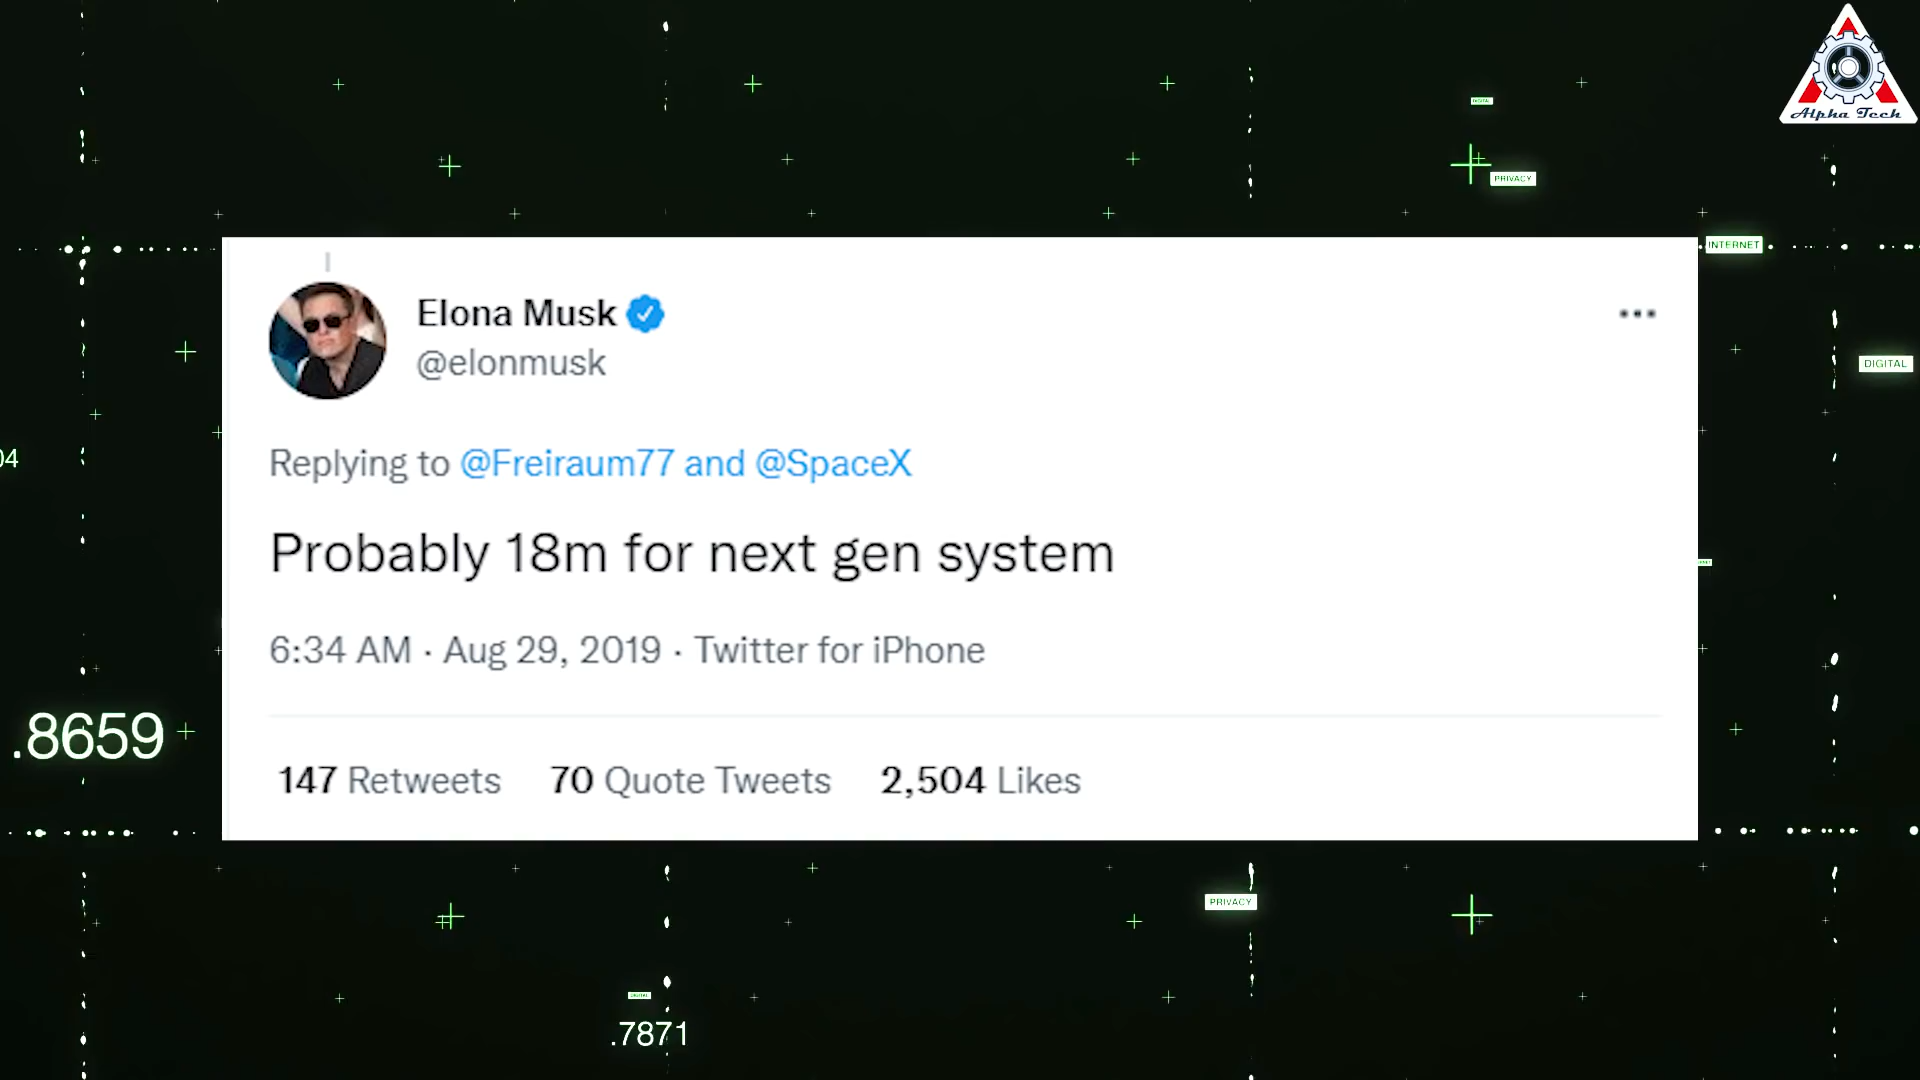 Alpha Tech
DIGITAL
PRIVACY
INTERNET
Elona Musk
@elonmusk
DIGITAL
Replying to @Freiraum77 and @SpaceX
04
Probably 18m for next gen system
6:34 AM · Aug 29, 2019 · Twitter for iPhone
.8659
147 Retweets 70 Quote Tweets 2,504 Likes
PRIVACY
.7871